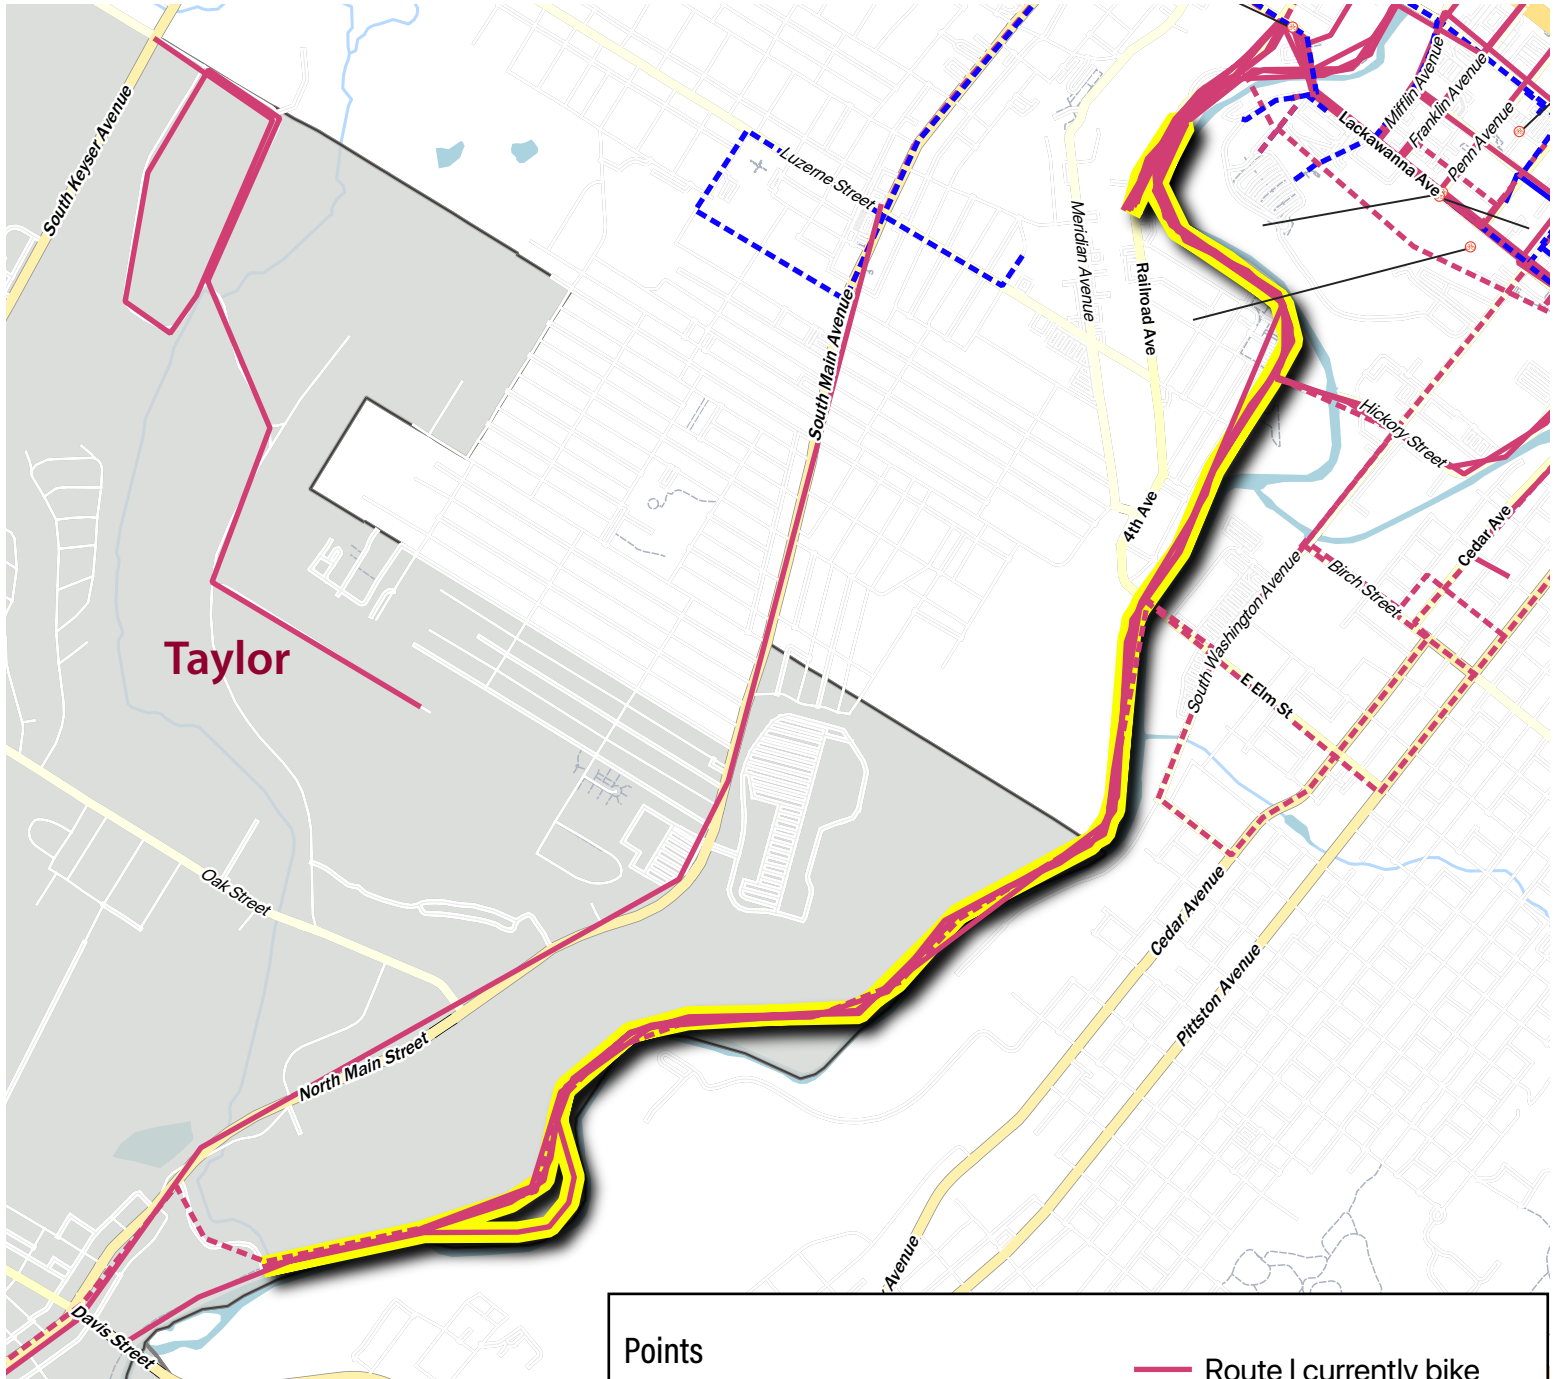 South Keyser Avenue
Luzerne Street
Meridian Avenue
Railroad Ave
Mifflin Avenue
Franklin Avenue
Penn Avenue
Lackawanna Ave
South Main Avenue
Hickory Street
4th Ave
Cedar Ave
Birch Street
South Washington Avenue
E Elm St
Taylor
Oak Street
Cedar Avenue
Pittston Avenue
North Main Street
Avenue
Davis Street
Points
Route I currently bike